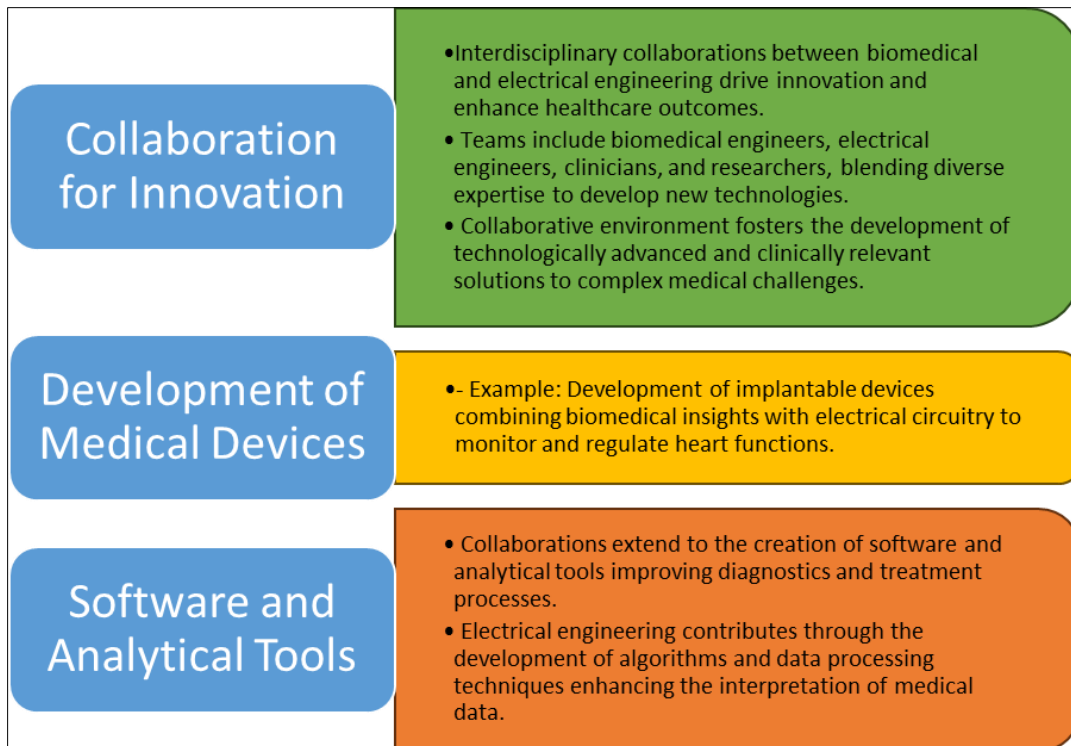 Collaboration
for Innovation
•Interdisciplinary collaborations between biomedical
and electrical engineering drive innovation and
enhance healthcare outcomes.
• Teams include biomedical engineers, electrical
engineers, clinicians, and researchers, blending diverse
expertise to develop new technologies.
• Collaborative environment fosters the development of
technologically advanced and clinically relevant
solutions to complex medical challenges.
Development of
Medical Devices
•- Example: Development of implantable devices
combining biomedical insights with electrical circuitry to
monitor and regulate heart functions.
Software and
Analytical Tools
• Collaborations extend to the creation of software and
analytical tools improving diagnostics and treatment
processes.
• Electrical engineering contributes through the
development of algorithms and data processing
techniques enhancing the interpretation of medical
data.